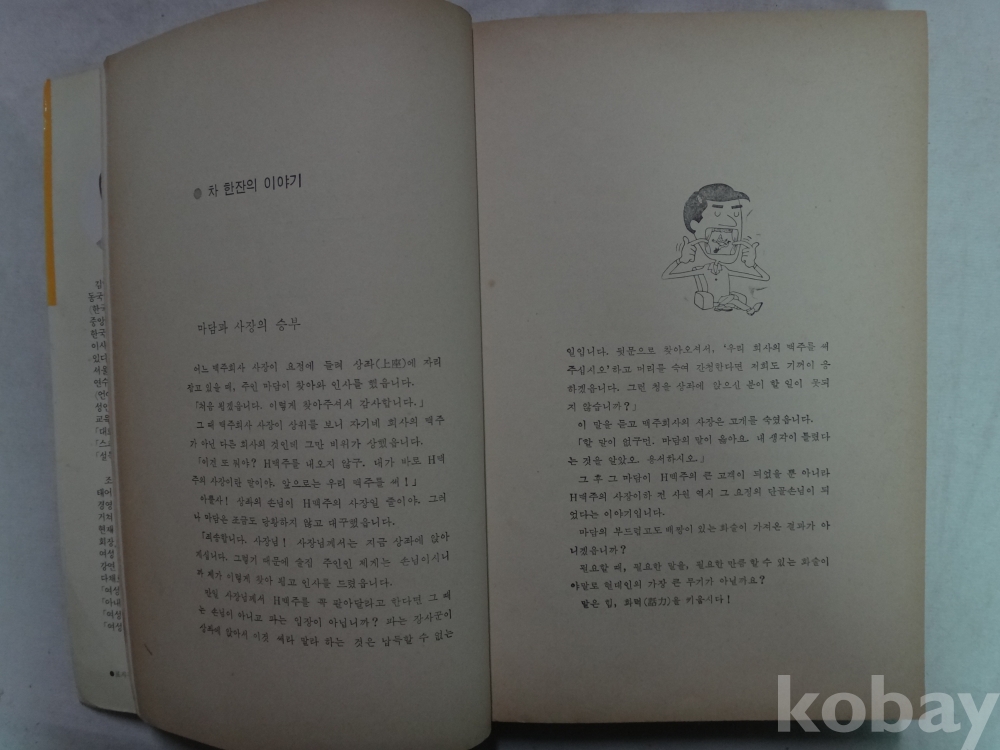 ● 차 한잔의 이야기
마담과 사장의 승부
어느 맥주회사 사장이 요정에 들려 상좌(上座)에 자리
잡고 있을 때, 주인 마담이 찾아와 인사를 했읍니다.
「처음 뵙겠읍니다. 이렇게 찾아주셔서 감사합니다.」
그 때 맥주회사 사장이 상위를 보니 자기네 회사의 맥주
가 아닌 다른 회사의 것인데 그만 비위가 상했읍니다.
「이건 또 뭐야? H맥주를 내오지 않구. 내가 바로 H맥
주의 사장이란 말이야. 앞으로는 우리 맥주를 써!」
아뿔사! 상좌의 손님이 H맥주의 사장일 줄이야. 그러
나 마담은 조금도 당황하지 않고 대구했읍니다.
「죄송합니다. 사장님! 사장님께서는 지금 상좌에 앉아
계십니다. 그렇기 때문에 술집 주인인 제게는 손님이시니
까 제가 이렇게 찾아 뵙고 인사를 드렸읍니다.
만일 사장님께서 H맥주를 꼭 팔아달라고 한다면 그 때
는 손님이 아니고 파는 입장이 아닙니까? 파는 장사꾼이
상좌에 앉아서 이것 써라 말라 하는 것은 납득할 수 없는
일입니다. 뒷문으로 찾아오셔서, '우리 회사의 맥주를 써
주십시오'하고 머리를 숙여 간청한다면 저희도 기꺼이 응
하겠읍니다. 그런 청을 상좌에 앉으신 분이 할 일이 못되
지 않습니까?」
이 말을 듣고 맥주회사의 사장은 고개를 숙였읍니다.
「할 말이 없구먼. 마담의 말이 옳아요. 내 생각이 틀렸다
는 것을 알았오. 용서하시오.」
그 후 그 마담이 H맥주의 큰 고객이 되었을 뿐 아니라
H맥주의 사장이하 전 사원 역시 그 요정의 단골손님이 되
었다는 이야기입니다.
마담의 부드럽고도 배짱이 있는 화술이 가져온 결과가 아
니겠읍니까?
필요할 때, 필요한 말을, 필요한 만큼 할 수 있는 화술이
야말로 현대인의 가장 큰 무기가 아닐까요?
말은 힘, 화력(話力)을 키웁시다!
kobay